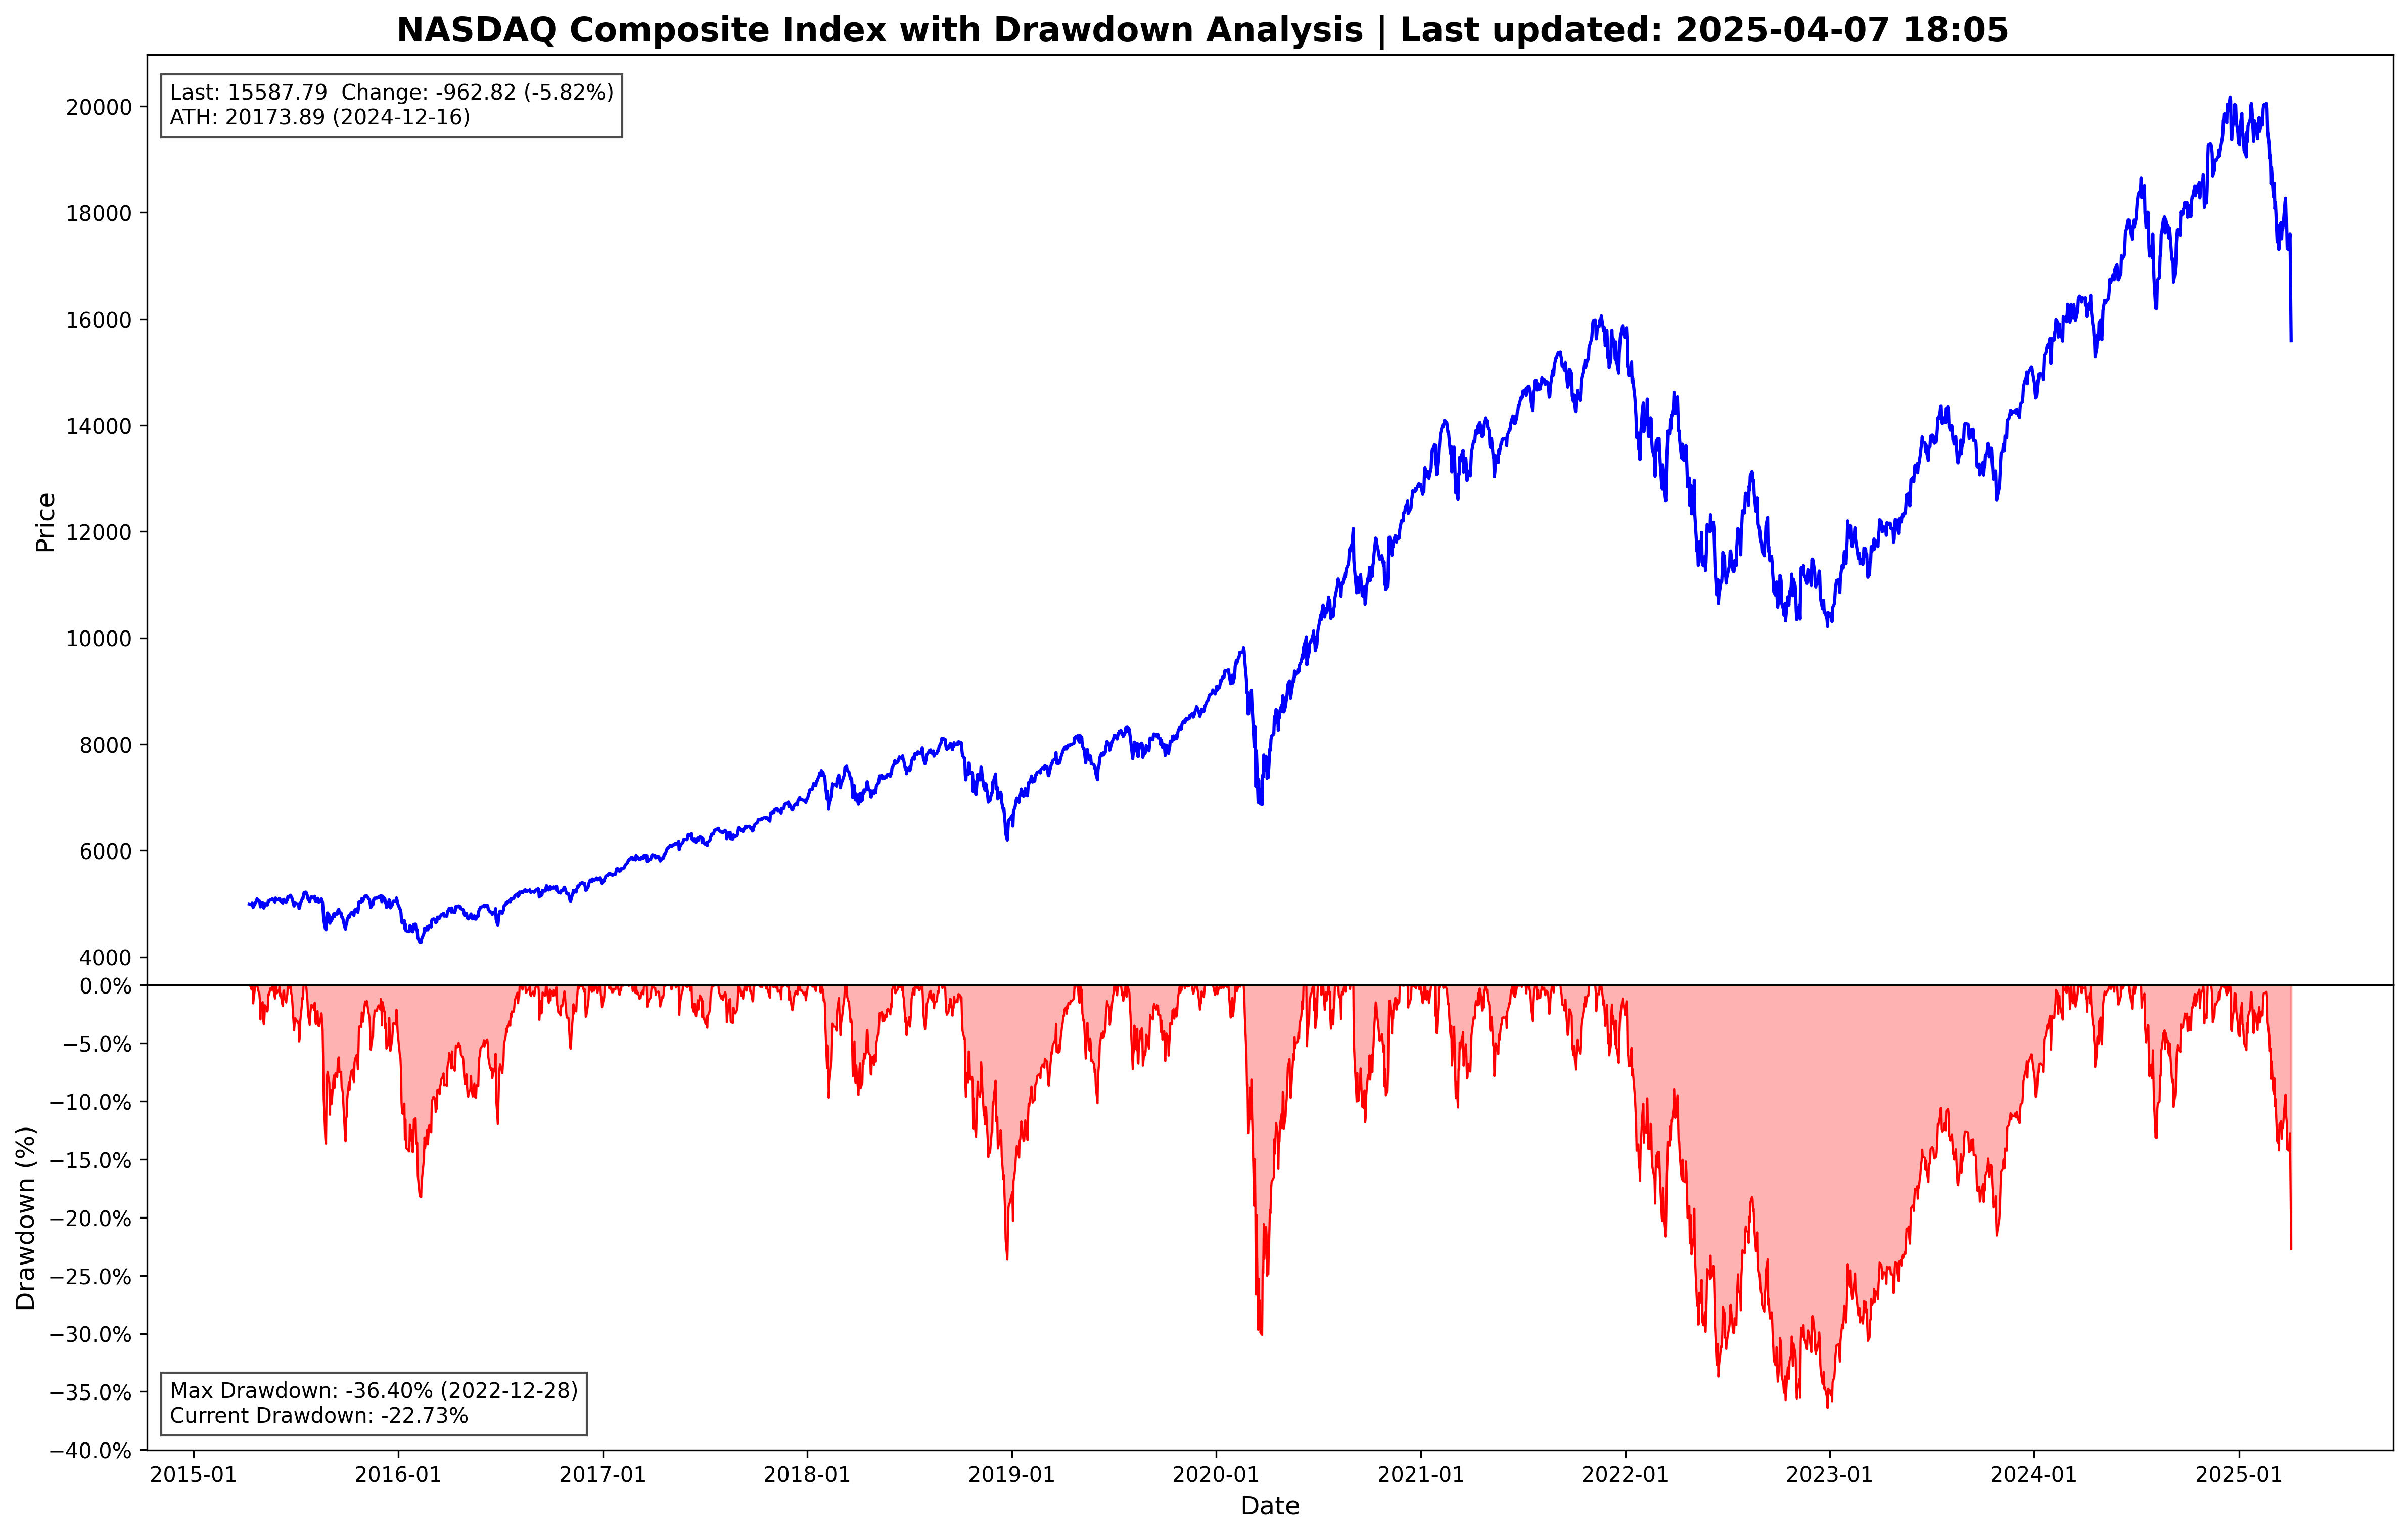 NASDAQ Composite Index with Drawdown Analysis | Last updated: 2025-04-07 18:05
Last: 15587.79  Change: -962.82 (-5.82%)
ATH: 20173.89 (2024-12-16)
Price
20000
18000
16000
14000
12000
10000
8000
6000
4000
Drawdown (%)
0.0%
−5.0%
−10.0%
−15.0%
−20.0%
−25.0%
−30.0%
−35.0%
−40.0%
Max Drawdown: -36.40% (2022-12-28)
Current Drawdown: -22.73%
2015-01 2016-01 2017-01 2018-01 2019-01 2020-01 2021-01 2022-01 2023-01 2024-01 2025-01
Date